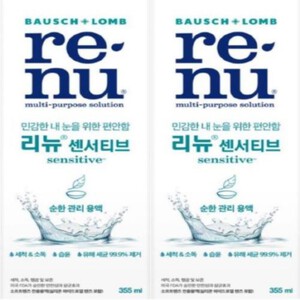 BAUSCH + LOMB
re·
nu®
multi-purpose solution
민감한 내 눈을 위한 편안함
리뉴® 센서티브
sensitive™
순한 관리 용액
세척 & 소독
습윤
유해 세균 99.9% 제거
355 ml
BAUSCH + LOMB
re·
nu®
multi-purpose solution
민감한 내 눈을 위한 편안함
리뉴® 센서티브
sensitive™
순한 관리 용액
세척 & 소독
습윤
유해 세균 99.9% 제거
355 ml